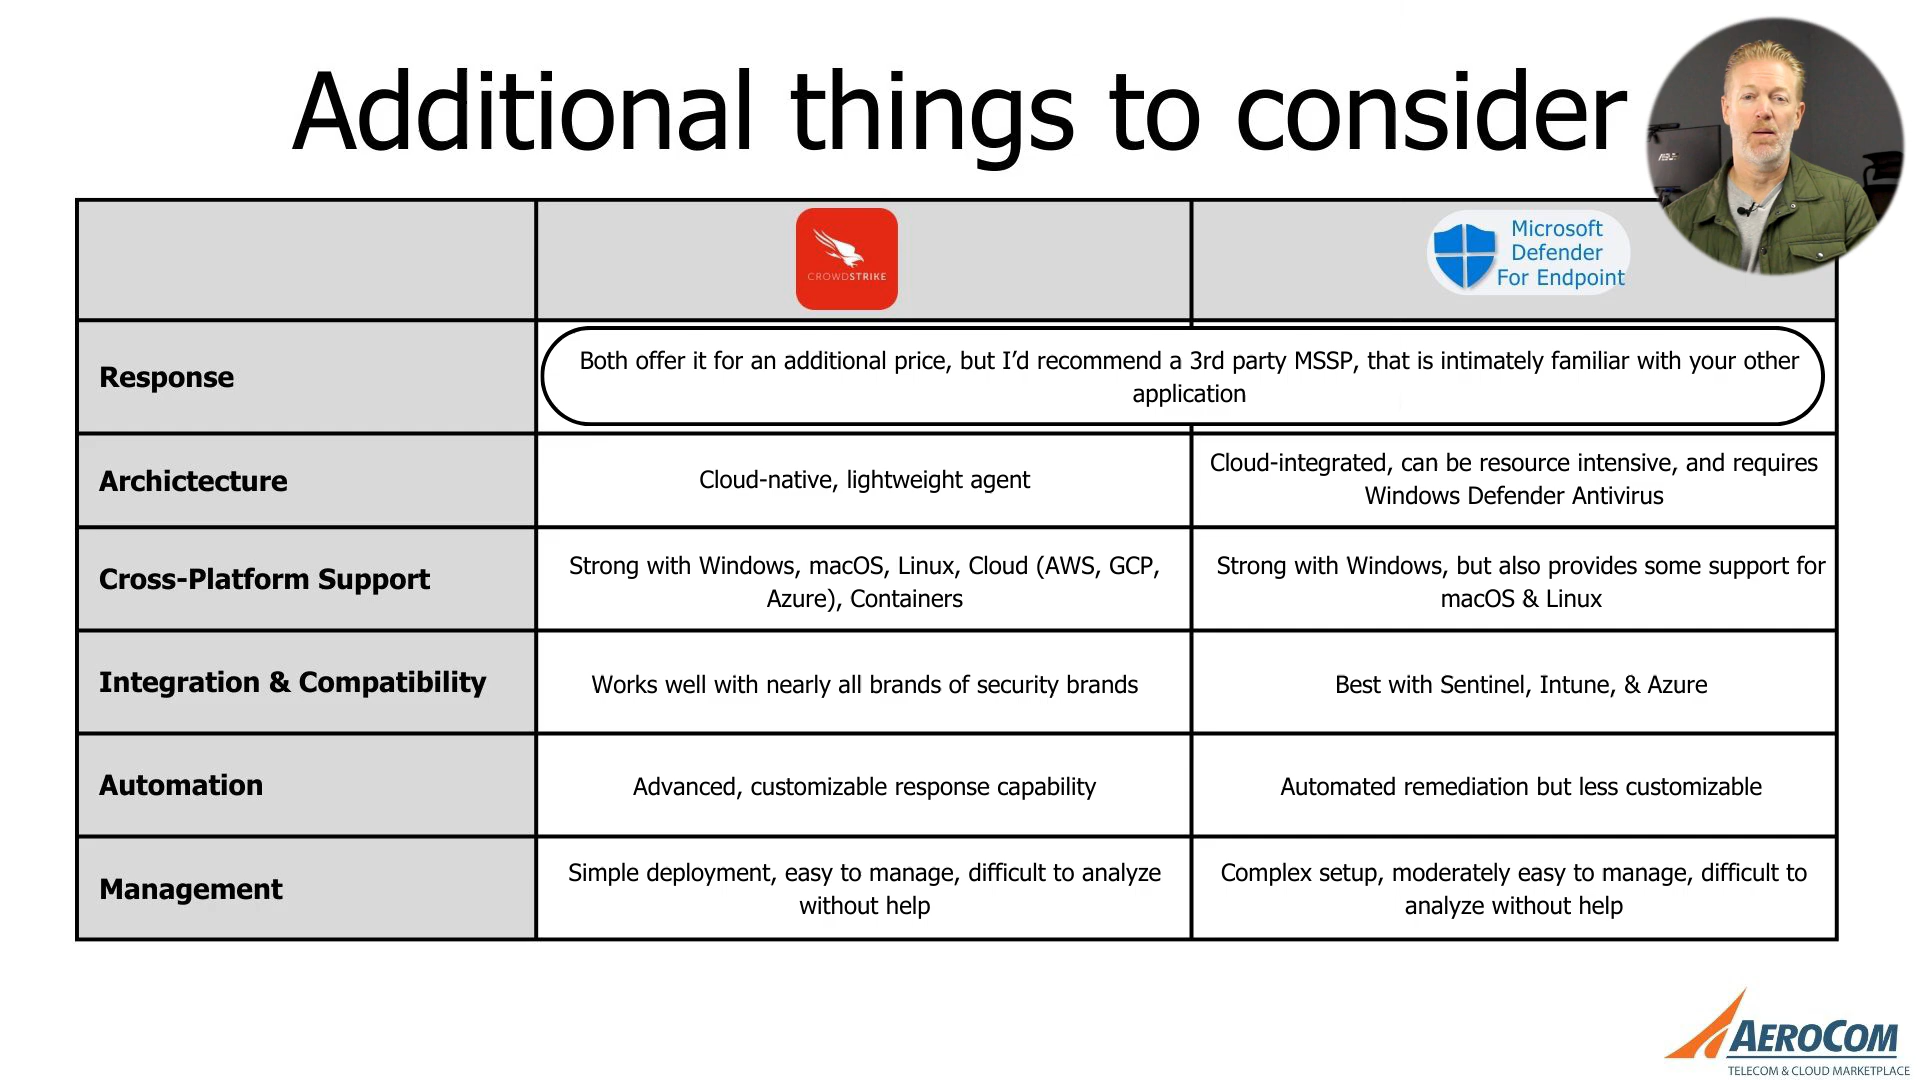 Additional things to consider
ASUS
CROWDSTRIKE
Microsoft
Defender
For Endpoint
Response
Both offer it for an additional price, but I’d recommend a 3rd party MSSP, that is intimately familiar with your other
application
Archictecture
Cloud-native, lightweight agent
Cloud-integrated, can be resource intensive, and requires
Windows Defender Antivirus
Cross-Platform Support
Strong with Windows, macOS, Linux, Cloud (AWS, GCP,
Azure), Containers
Strong with Windows, but also provides some support for
macOS & Linux
Integration & Compatibility
Works well with nearly all brands of security brands
Best with Sentinel, Intune, & Azure
Automation
Advanced, customizable response capability
Automated remediation but less customizable
Management
Simple deployment, easy to manage, difficult to analyze
without help
Complex setup, moderately easy to manage, difficult to
analyze without help
AEROCOM
TELECOM & CLOUD MARKETPLACE